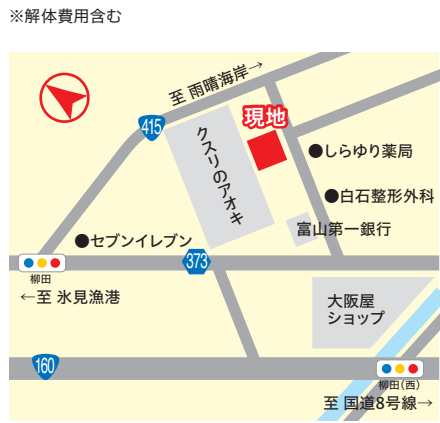 ※解体費用含む
至 雨晴海岸→
415
現地
クスリのアオキ
●しらゆり薬局
●白石整形外科
富山第一銀行
●セブンイレブン
373
柳田
←至 氷見漁港
大阪屋
ショップ
160
柳田(西)
至 国道8号線→